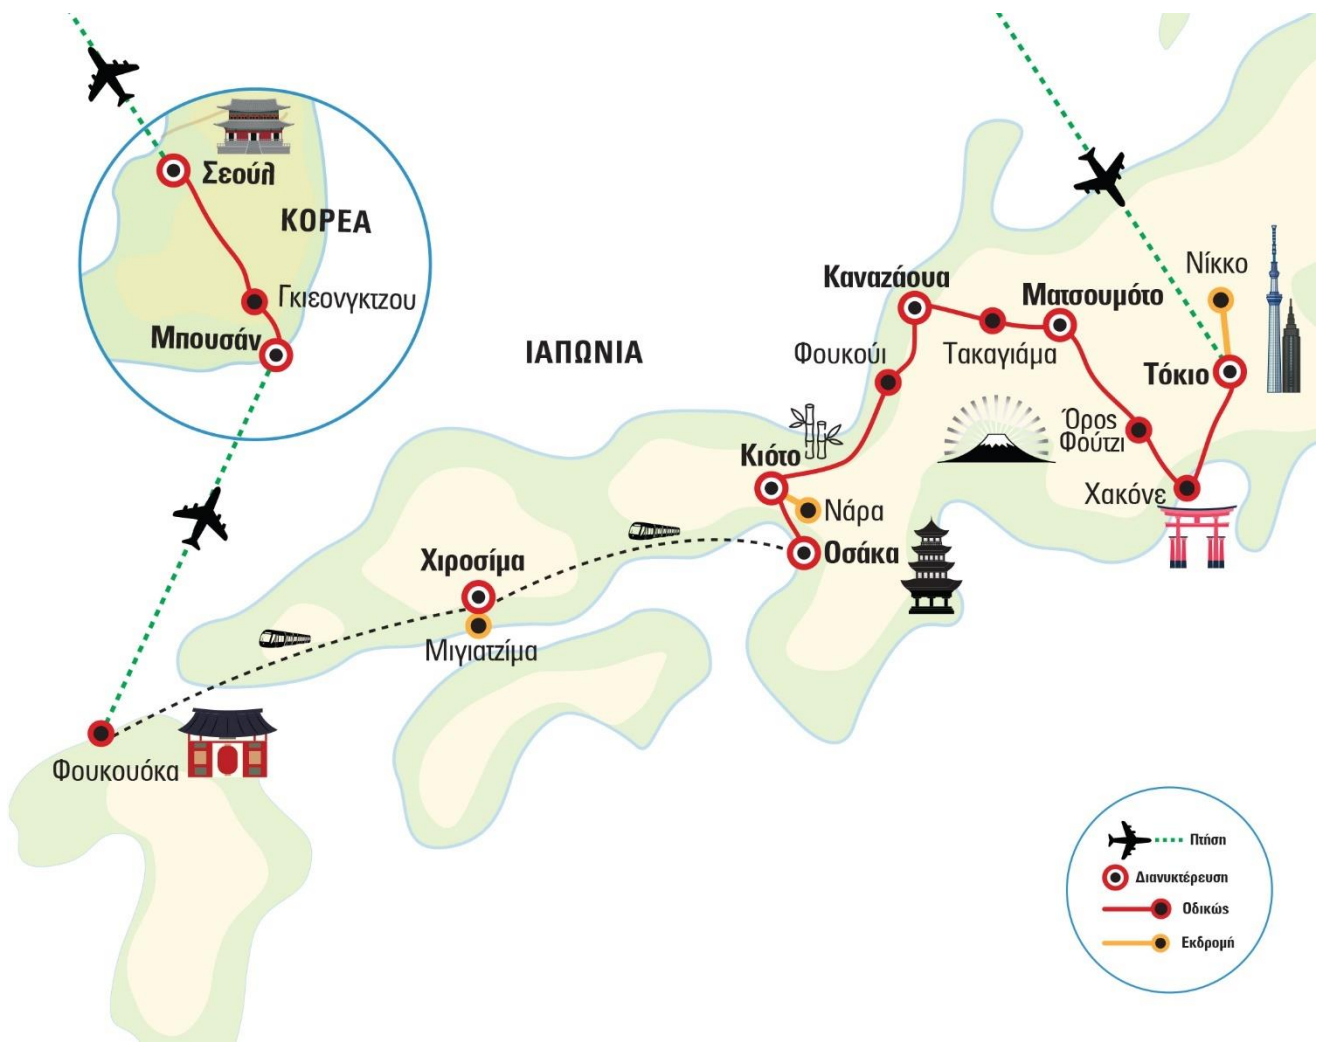 Σεούλ
ΚΟΡΕΑ
Γκιεονγκτζου
Μπουσάν
ΙΑΠΩΝΙΑ
Καναζάουα
Ματσουμότο
Νίκκο
Φουκούι
Τακαγιάμα
Τόκιο
Όρος
Φούτζι
Κιότο
Νάρα
Χακόνε
Οσάκα
Χιροσίμα
Μιγιατζίμα
Φουκουόκα
Πτήση
Διανυκτέρευση
Οδικώς
Εκδρομή